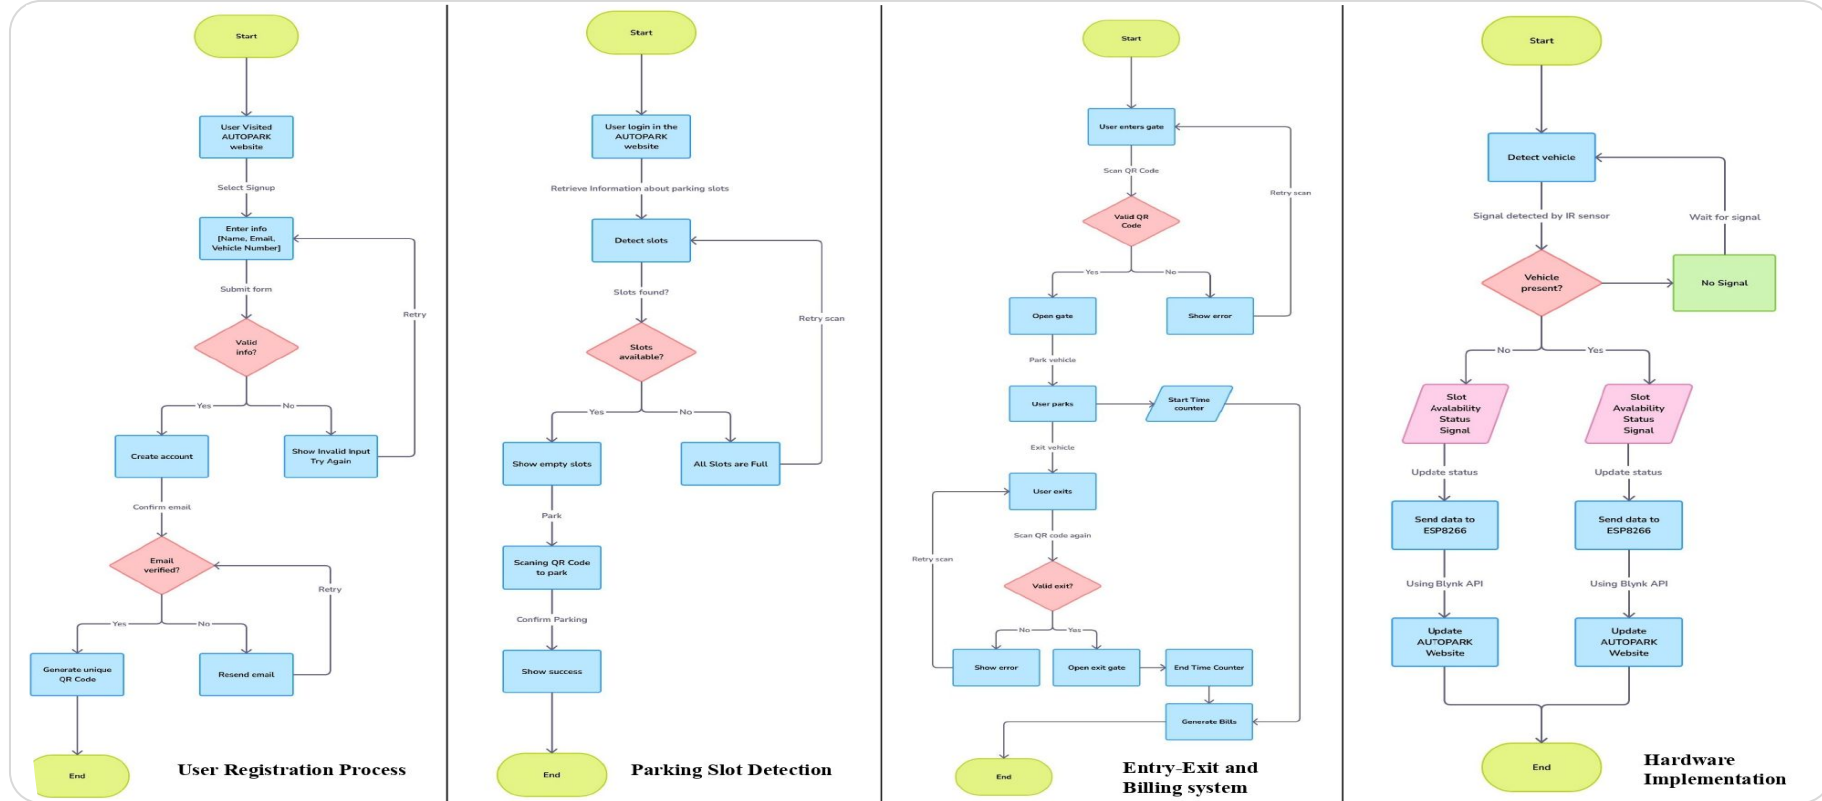 Start
User Visited
AUTOPARK
website
Select Signup
Enter info
[Name, Email,
Vehicle Number]
Submit form
Retry
Valid
info?
Yes
No
Create account
Show Invalid Input
Try Again
Confirm email
Email
verified?
Retry
Yes
No
Generate unique
QR Code
Resend email
End
User Registration Process
Start
User login in the
AUTOPARK
website
Retrieve Information about parking slots
Detect slots
Slots found?
Retry scan
Slots
available?
Yes
No
Show empty slots
All Slots are Full
Park
Scaning QR Code
to park
Confirm Parking
Show success
End
Parking Slot Detection
Start
User enters gate
Scan QR Code
Retry scan
Valid QR
Code
Yes
No
Open gate
Show error
Park vehicle
User parks
Start Time
counter
Exit vehicle
User exits
Scan QR code again
Retry scan
Valid exit?
No
Yes
Show error
Open exit gate
End Time Counter
Generate Bills
End
Entry-Exit and
Billing system
Start
Detect vehicle
Signal detected by IR sensor
Wait for signal
Vehicle
present?
No Signal
No
Yes
Slot
Avalability
Status
Signal
Slot
Avalability
Status
Signal
Update status
Update status
Send data to
ESP8266
Send data to
ESP8266
Using Blynk API
Using Blynk API
Update
AUTOPARK
Website
Update
AUTOPARK
Website
End
Hardware
Implementation